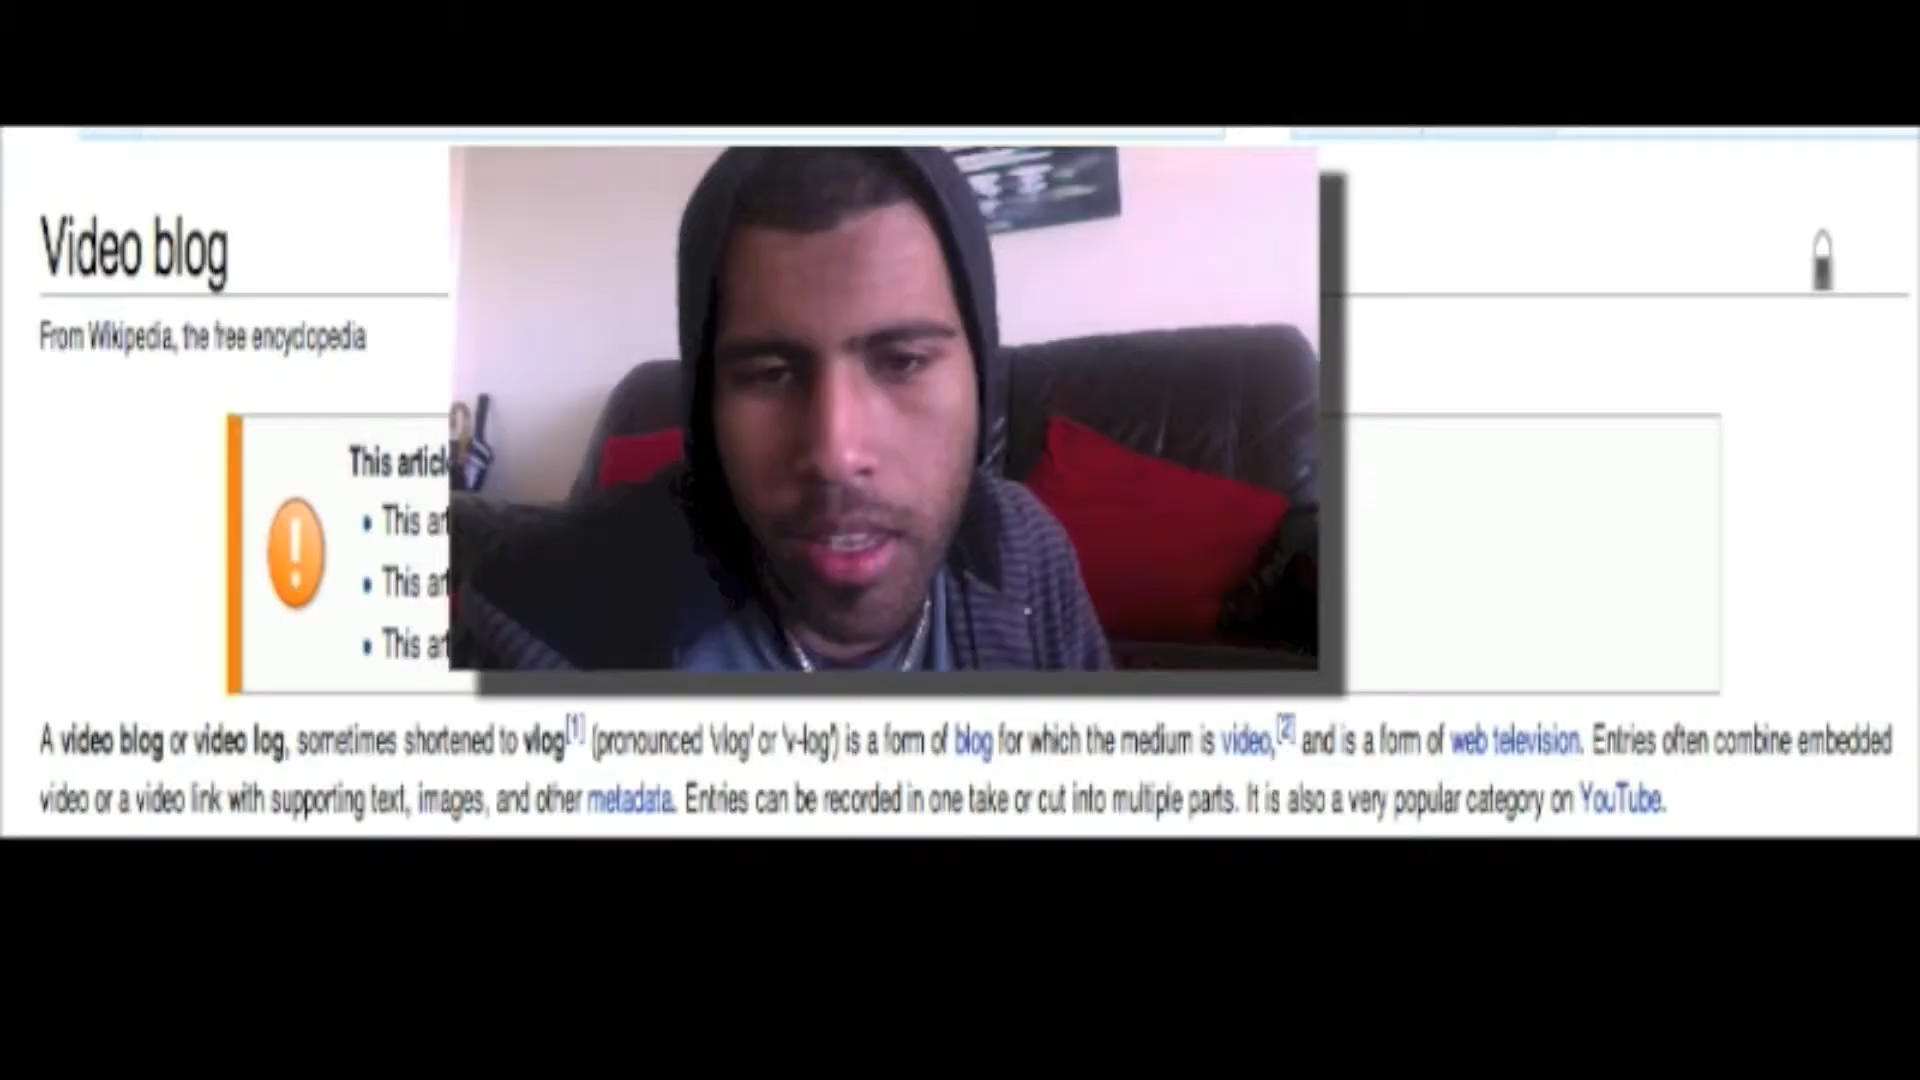 Video blog
From Wikipedia, the free encyclopedia
This articl
• This art
• This art
• This art
A video blog or video log, sometimes shortened to vlog[1] (pronounced 'vlog' or 'v-log') is a form of blog for which the medium is video,[2] and is a form of web television. Entries often combine embedded
video or a video link with supporting text, images, and other metadata. Entries can be recorded in one take or cut into multiple parts. It is also a very popular category on YouTube.